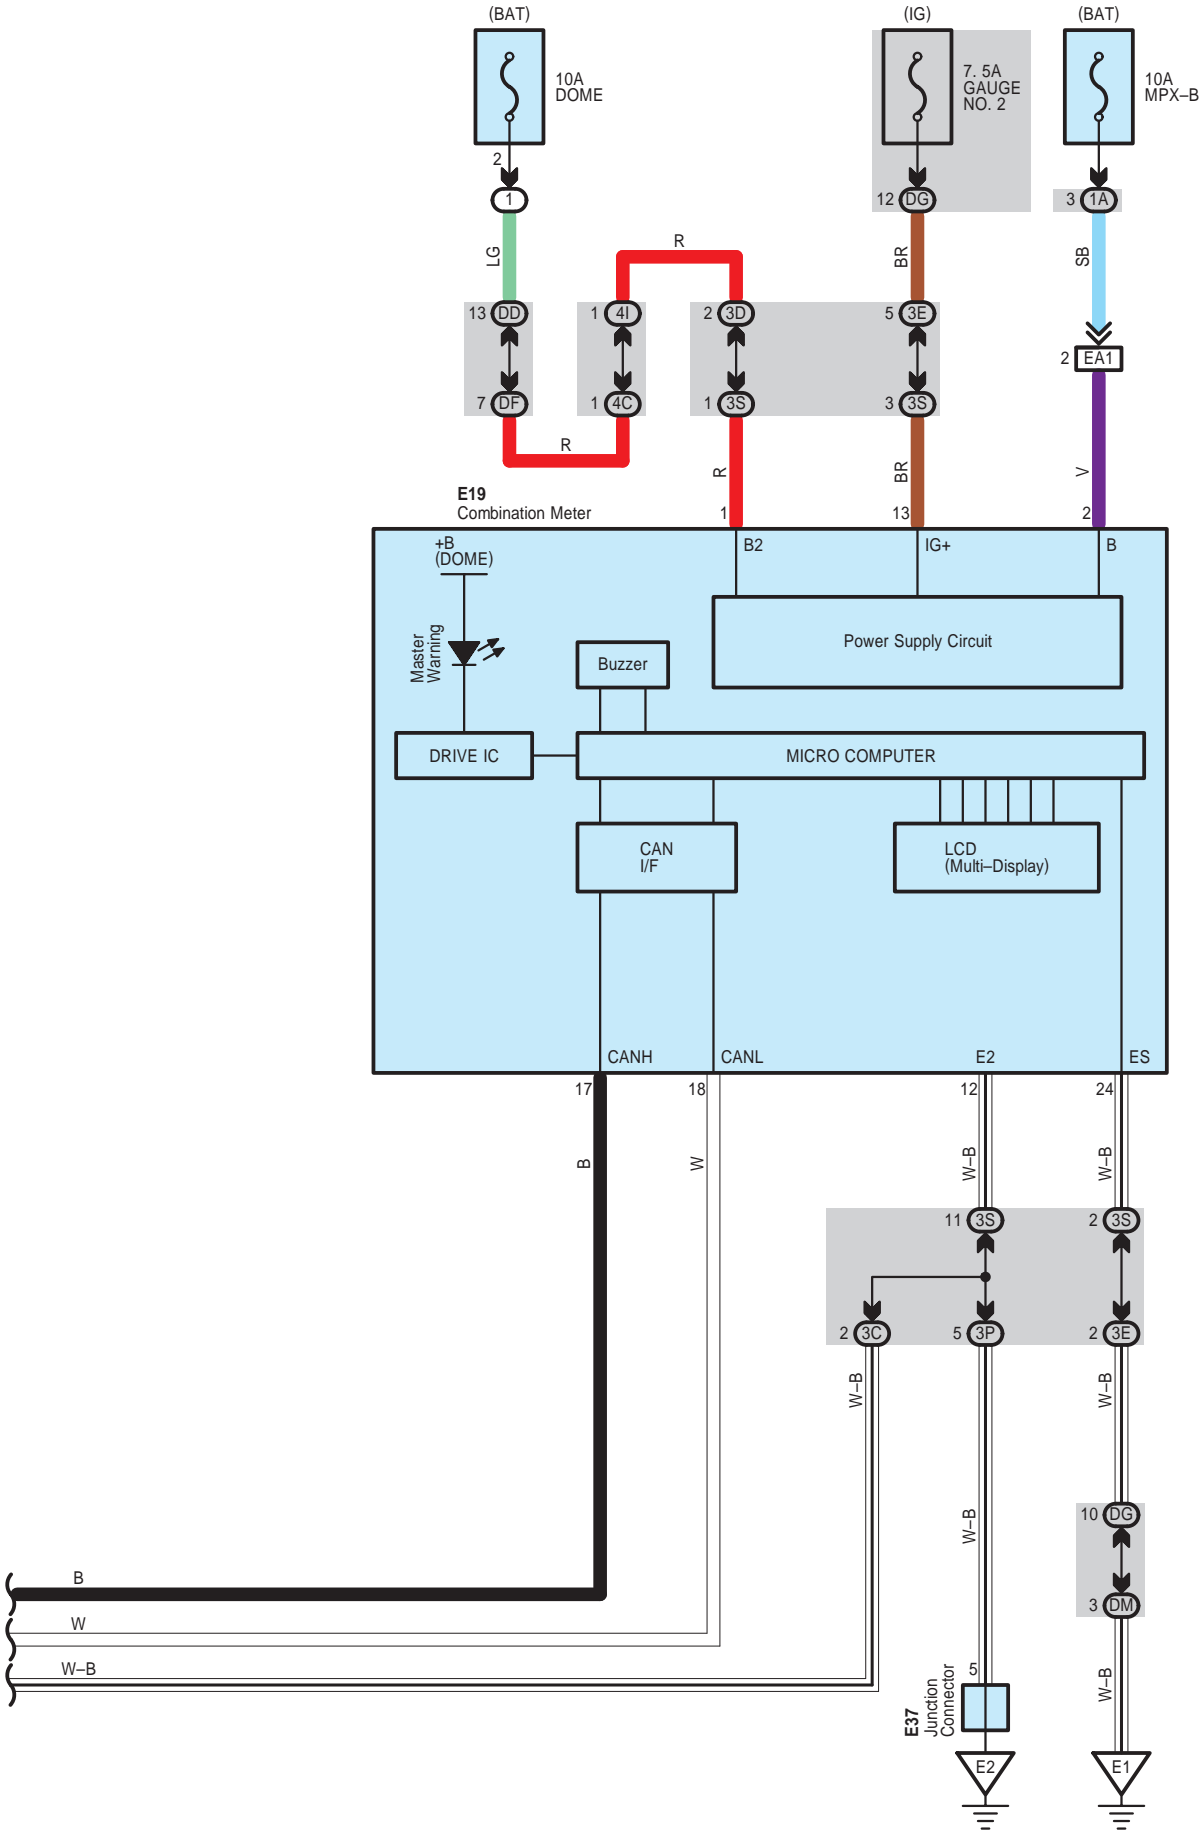 (BAT)
(IG)
(BAT)
10A
DOME
7. 5A
GAUGE
NO. 2
10A
MPX–B
2
1
12 DG
3 1A
LG
R
BR
SB
13 DD
1 4I
2 3D
5 3E
2 EA1
7 DF
1 4C
1 3S
3 3S
R
R
BR
V
E19
Combination Meter
1
13
2
+B
(DOME)
B2
IG+
B
Master
Warning
Buzzer
Power Supply Circuit
DRIVE IC
MICRO COMPUTER
CAN
I/F
LCD
(Multi–Display)
CANH
CANL
E2
ES
17
18
12
24
B
W
W–B
W–B
11 3S
2 3S
2 3C
5 3P
2 3E
W–B
W–B
W–B
10 DG
3 DM
B
W
W–B
W–B
5
E37
Junction
Connector
E2
E1